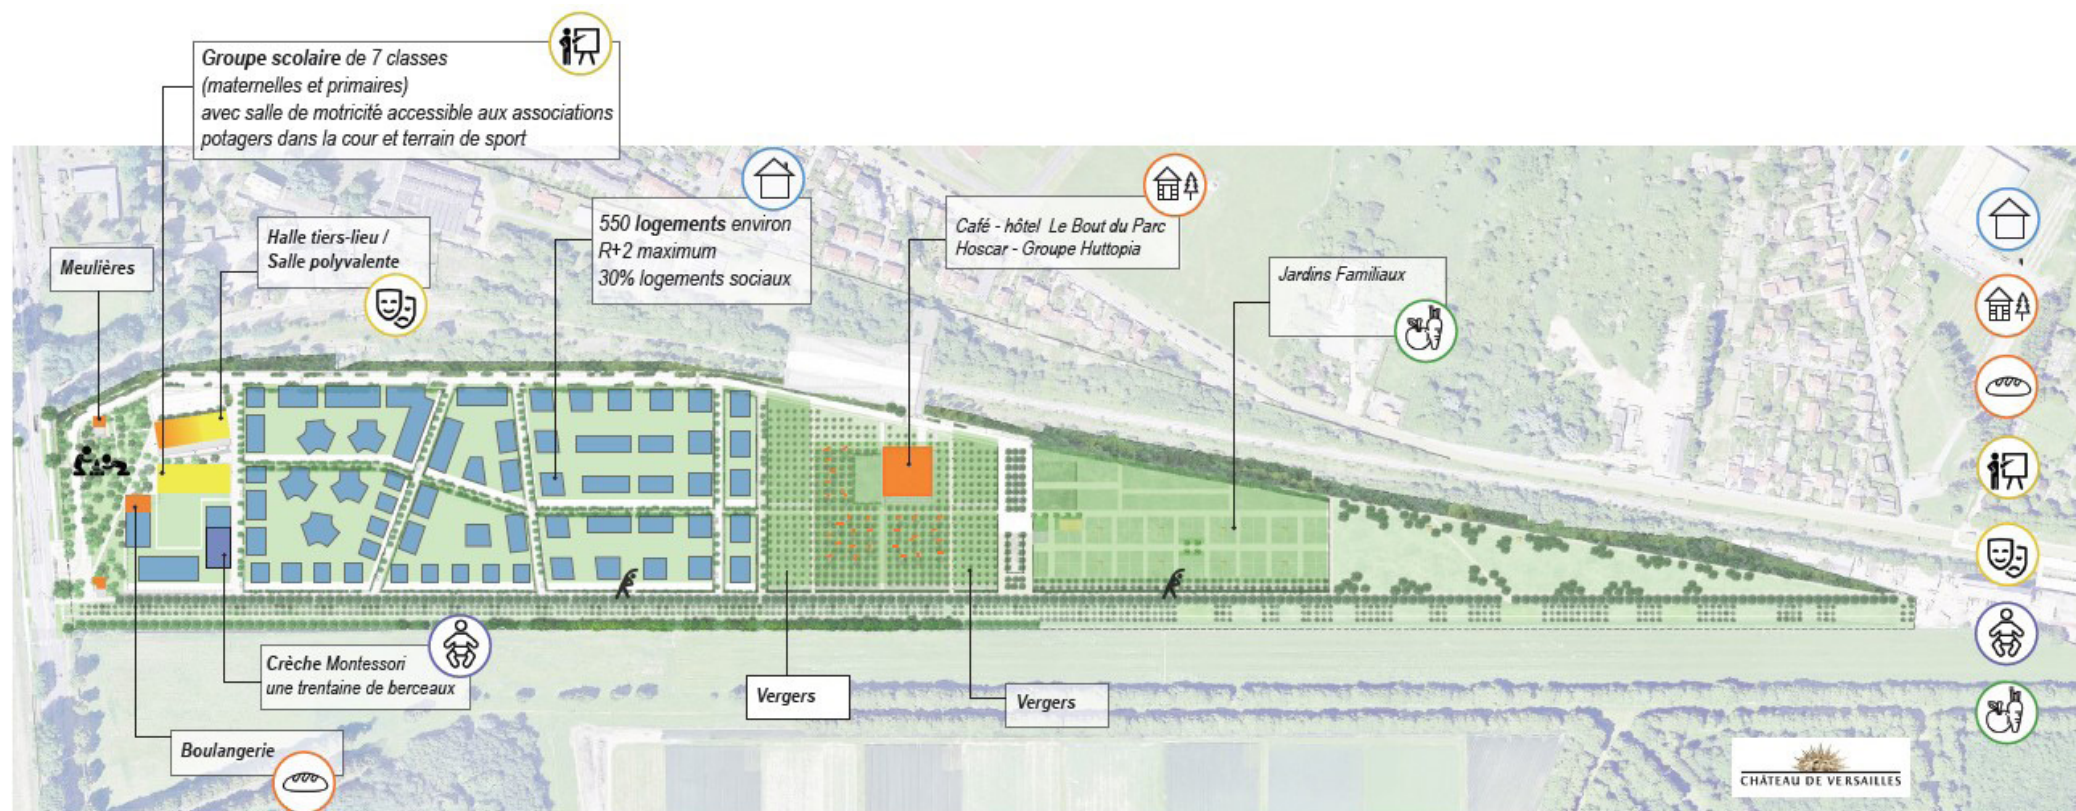 Groupe scolaire de 7 classes
(maternelles et primaires)
avec salle de motricité accessible aux associations
potagers dans la cour et terrain de sport
Meulières
Halle tiers-lieu /
Salle polyvalente
550 logements environ
R+2 maximum
30% logements sociaux
Café - hôtel Le Bout du Parc
Hoscar - Groupe Huttopia
Jardins Familiaux
Crèche Montessori
une trentaine de berceaux
Boulangerie
Vergers
Vergers
CHÂTEAU DE VERSAILLES